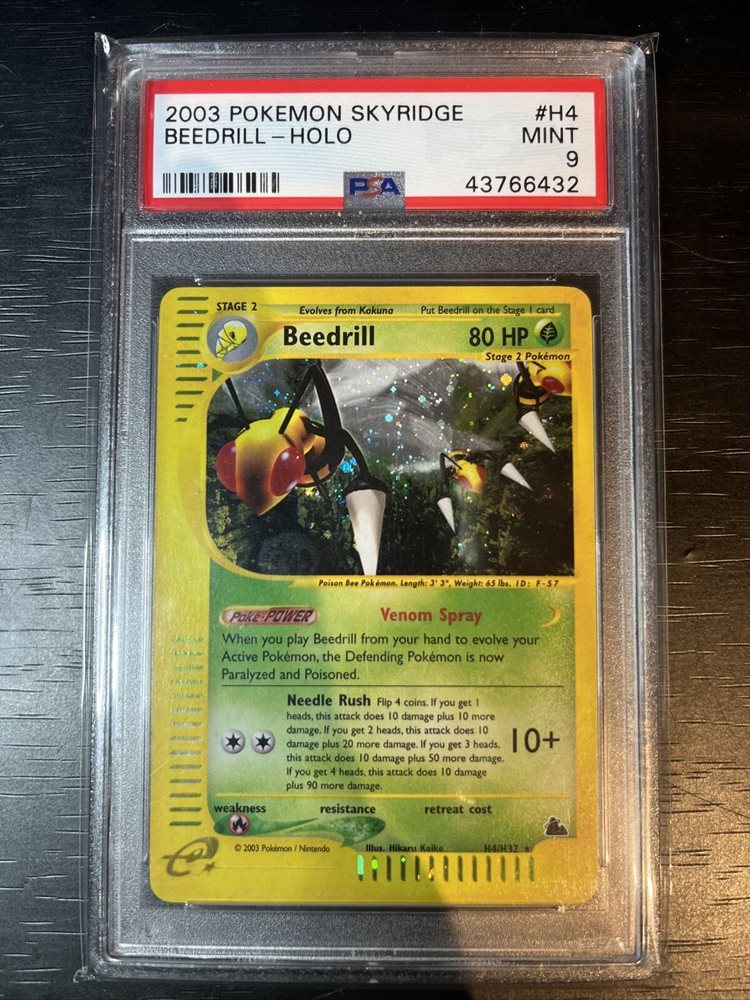 2003 POKEMON SKYRIDGE #H4
BEEDRILL - HOLO MINT
9
PSA 43766432
STAGE 2 Evolves from Kakuna Put Beedrill on the Stage 1 card
Beedrill 80 HP
Stage 2 Pokémon
Poison Bee Pokémon. Length: 3' 3", Weight: 65 lbs. ID: F-57
Poké-POWER Venom Spray
When you play Beedrill from your hand to evolve your
Active Pokémon, the Defending Pokémon is now
Paralyzed and Poisoned.
Needle Rush Flip 4 coins. If you get 1
heads, this attack does 10 damage plus 10 more
damage. If you get 2 heads, this attack does 10
damage plus 20 more damage. If you get 3 heads,
this attack does 10 damage plus 50 more damage.
If you get 4 heads, this attack does 10 damage
plus 90 more damage.
10+
weakness resistance retreat cost
e
© 2003 Pokémon / Nintendo Illus. Hikaru Koike H4/H32 ★